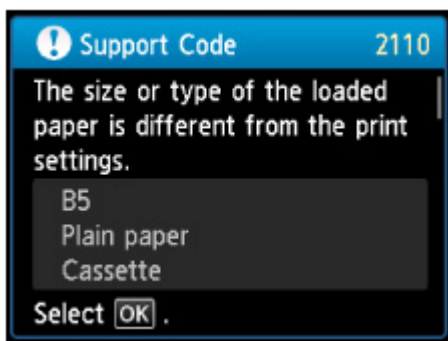 Support Code 2110
The size or type of the loaded
paper is different from the print
settings.
B5
Plain paper
Cassette
Select OK .